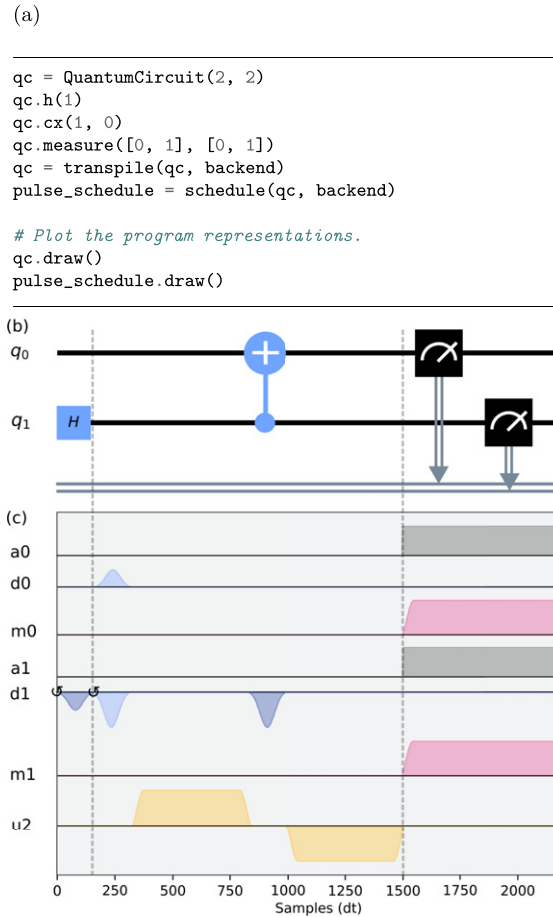 (a)
qc = QuantumCircuit(2, 2)
qc.h(1)
qc.cx(1, 0)
qc.measure([0, 1], [0, 1])
qc = transpile(qc, backend)
pulse_schedule = schedule(qc, backend)
# Plot the program representations.
qc.draw()
pulse_schedule.draw()
(b)
q0
q1
H
(c)
a0
d0
m0
a1
d1
↺ ↺
m1
u2
0 250 500 750 1000 1250 1500 1750 2000
Samples (dt)